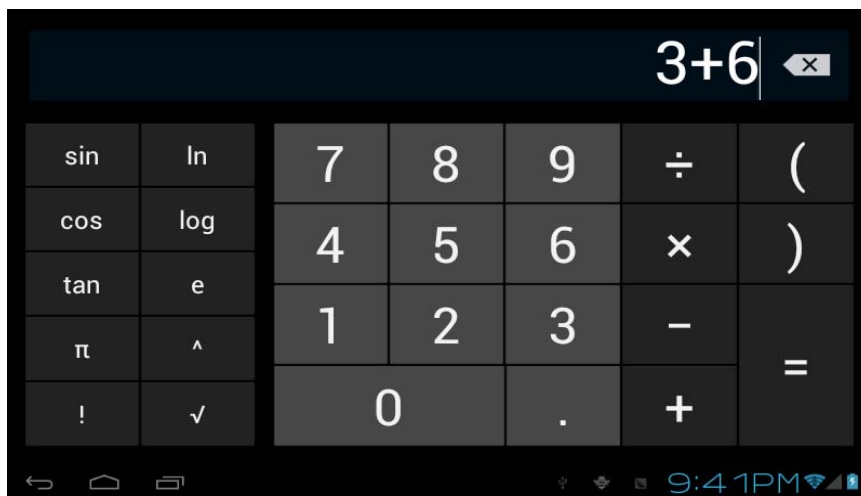 3+6
sin ln 7 8 9 ÷ (
cos log 4 5 6 × )
tan e 1 2 3 − =
π ^ 0 . +
! √
9:41PM